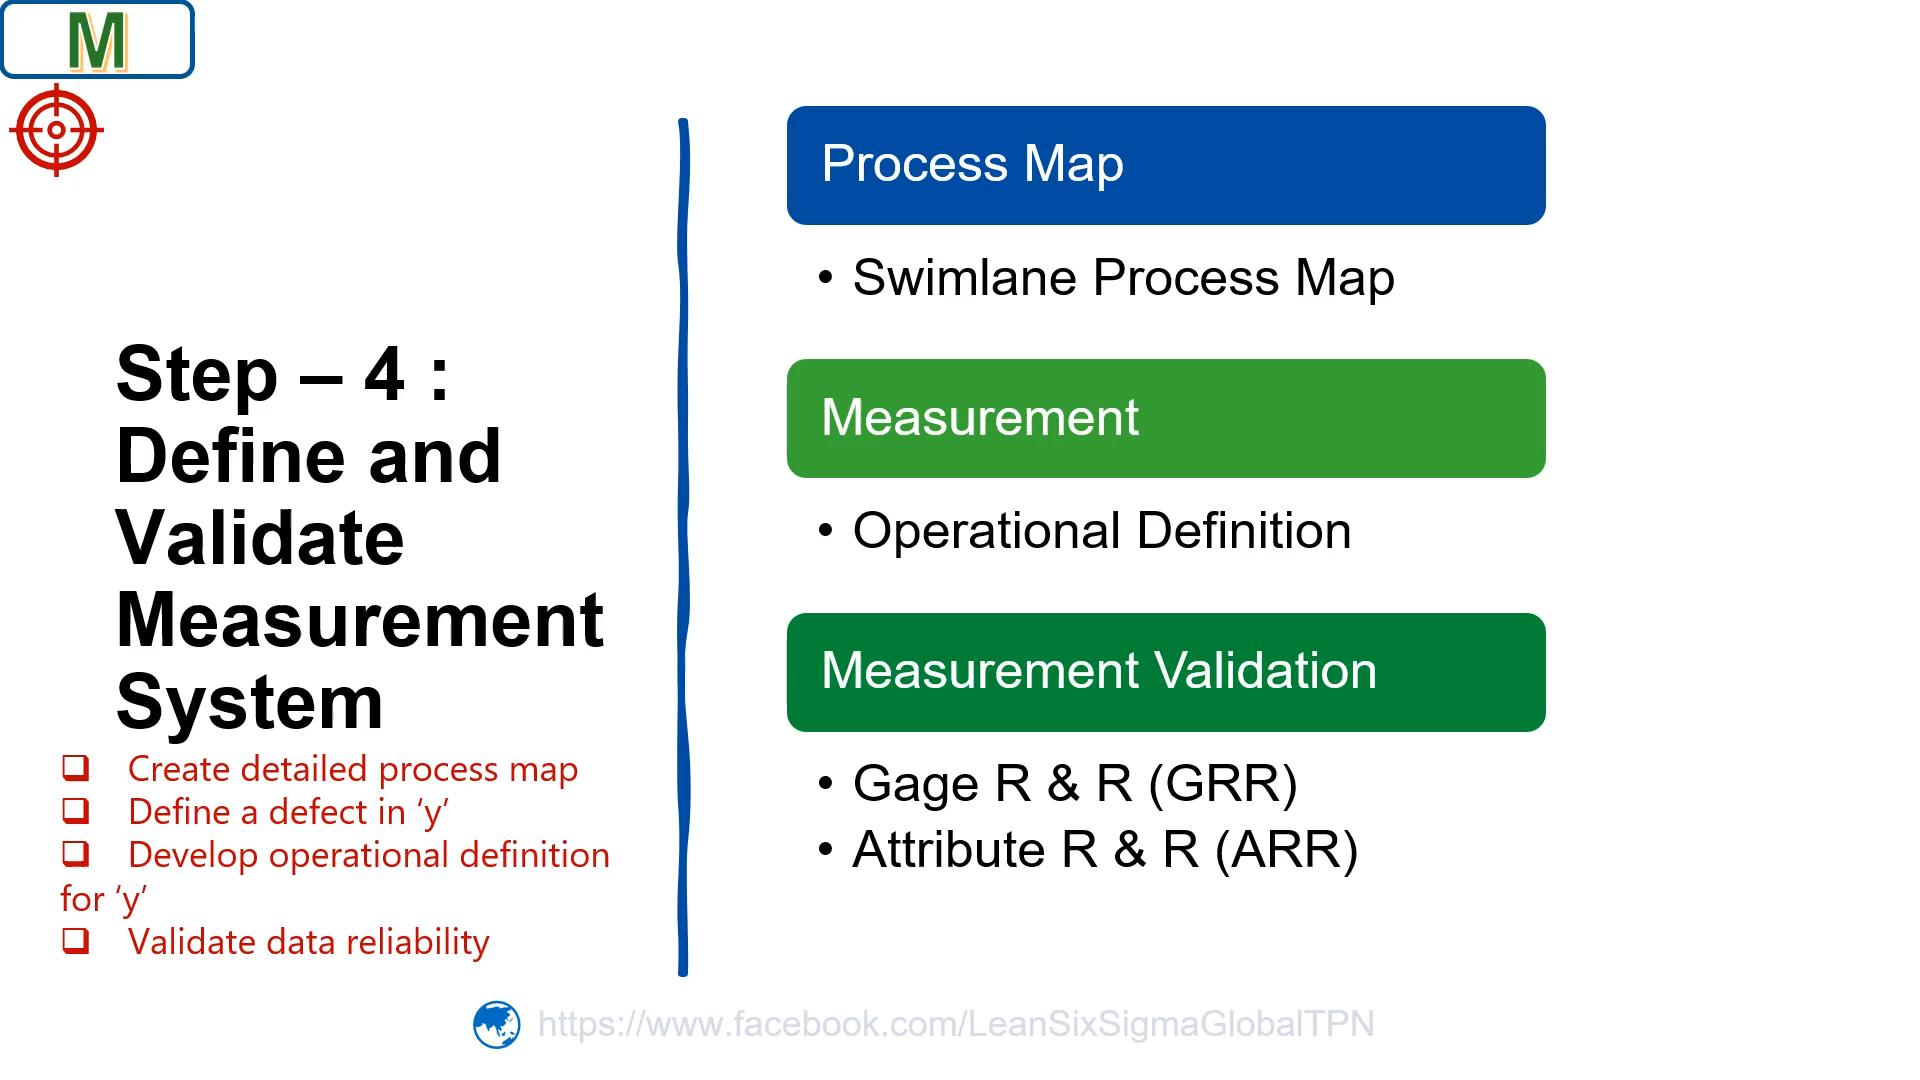 M
Step – 4 :
Define and
Validate
Measurement
System
❑ Create detailed process map
❑ Define a defect in ‘y’
❑ Develop operational definition
for ‘y’
❑ Validate data reliability
Process Map
• Swimlane Process Map
Measurement
• Operational Definition
Measurement Validation
• Gage R & R (GRR)
• Attribute R & R (ARR)
https://www.facebook.com/LeanSixSigmaGlobalTPN